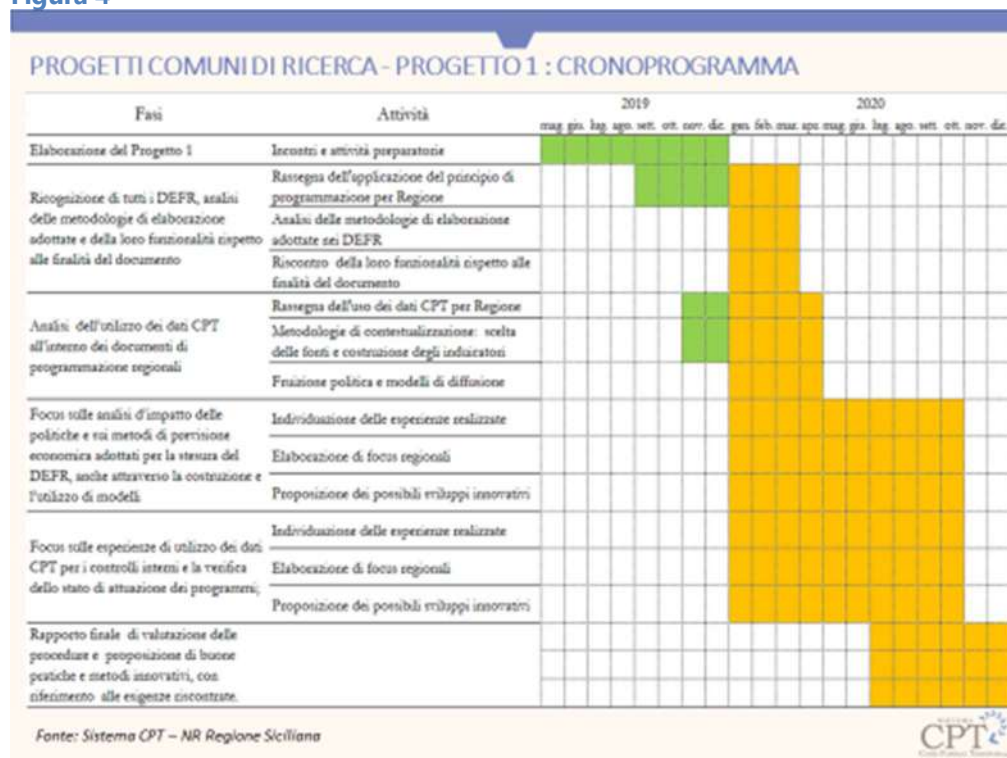 Figura 4
PROGETTI COMUNI DI RICERCA - PROGETTO 1 : CRONOPROGRAMMA
Fasi
Attività
2019
2020
mag. giu. lug. ago. sett. ott. nov. dic. gen. feb. mar. apr. mag. giu. lug. ago. sett. ott. nov. dic.
Elaborazione del Progetto 1
Incontri e attività preparatorie
Ricognizione di tutti i DEFR, analisi
delle metodologie di elaborazione
adottate e della loro funzionalità rispetto
alle finalità del documento
Rassegna dell'applicazione del principio di
programmazione per Regione
Analisi delle metodologie di elaborazione
adottate nei DEFR
Riscontro della loro funzionalità rispetto alle
finalità del documento
Analisi dell'utilizzo dei dati CPT
all'interno dei documenti di
programmazione regionali
Rassegna dell'uso dei dati CPT per Regione
Metodologie di contestualizzazione: scelta
delle fonti e costruzione degli induicatori
Fruizione politica e modelli di diffusione
Focus sulle analisi d'impatto delle
politiche e sui metodi di previsione
economica adottati per la stesura del
DEFR, anche attraverso la costruzione e
l'utilizzo di modelli
Individuazione delle esperienze realizzate
Elaborazione di focus regionali
Proposizione dei possibili sviluppi innovativi
Focus sulle esperienze di utilizzo dei dati
CPT per i controlli interni e la verifica
dello stato di attuazione dei programmi;
Individuazione delle esperienze realizzate
Elaborazione di focus regionali
Proposizione dei possibili sviluppi innovativi
Rapporto finale di valutazione delle
procedure e proposizione di buone
pratiche e metodi innovativi, con
riferimento alle esigenze riscontrate.
Fonte: Sistema CPT – NR Regione Siciliana
SISTEMA
CPT